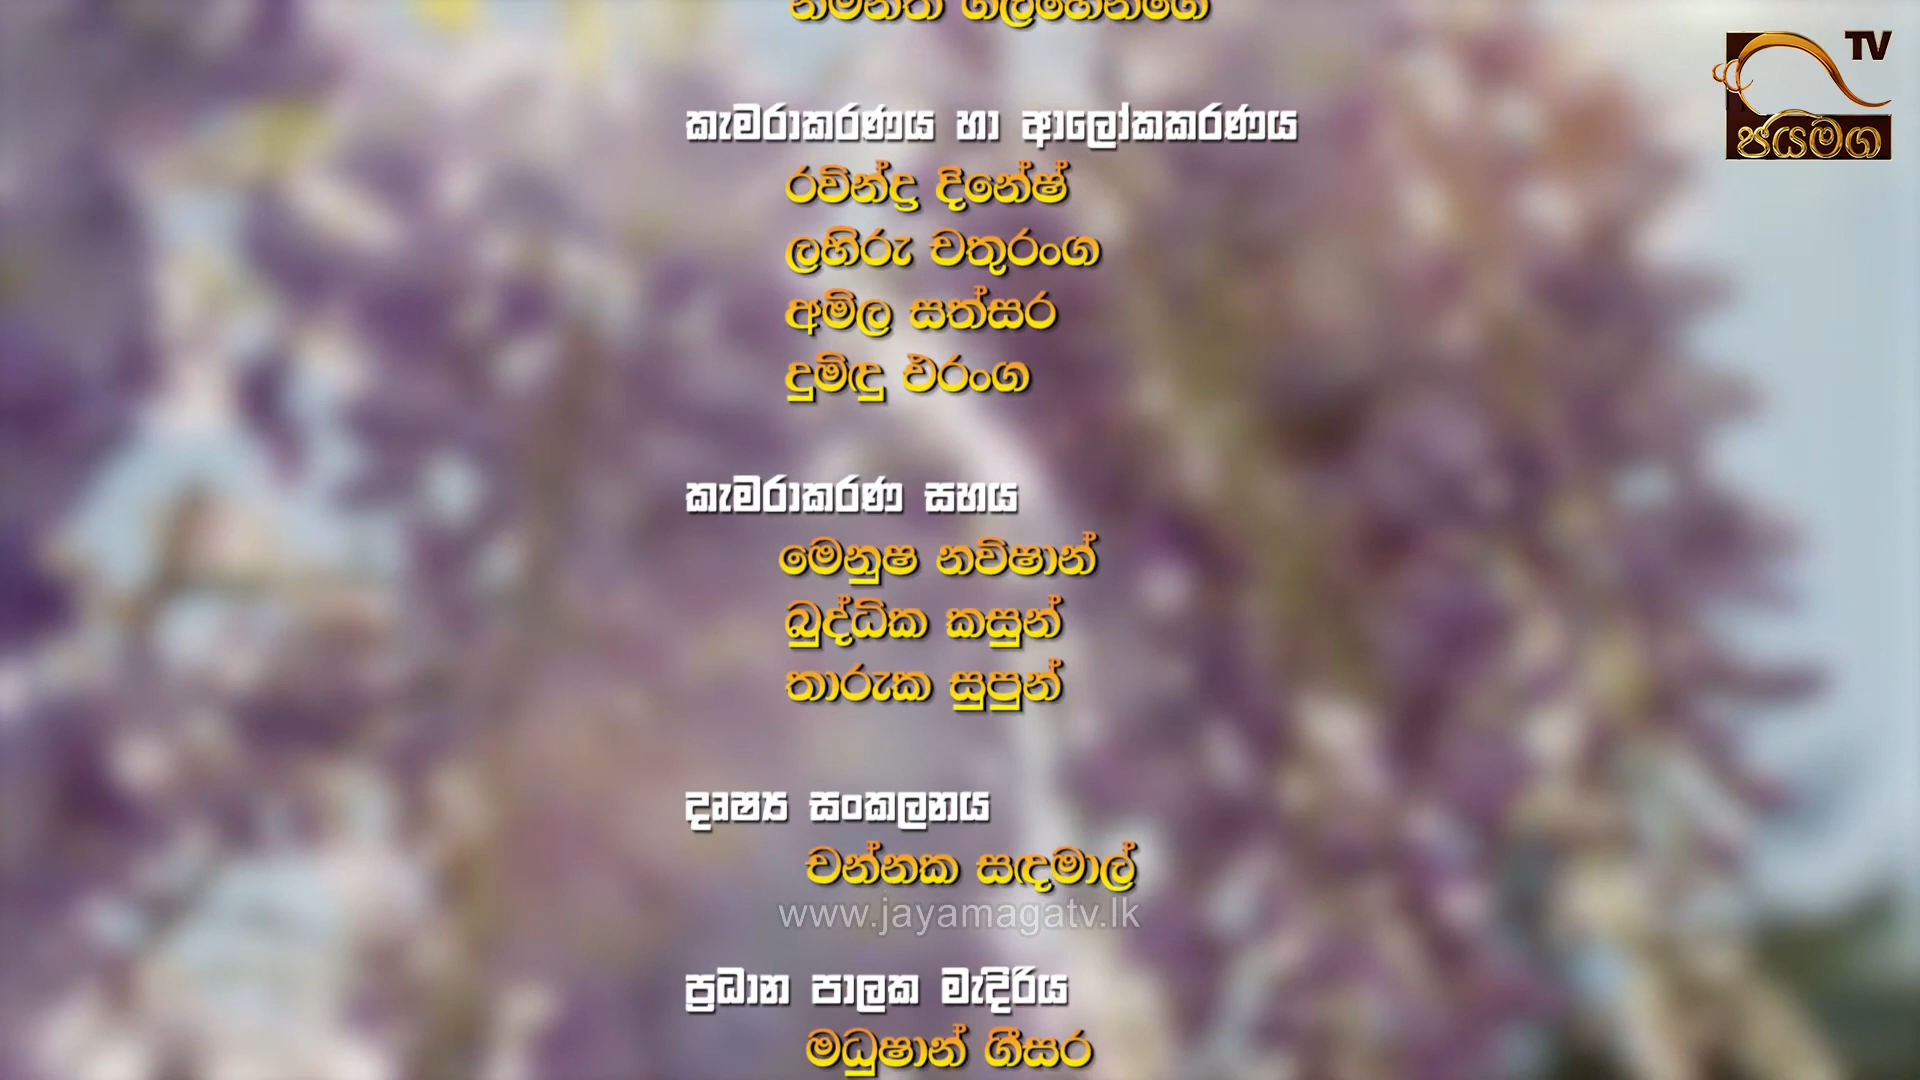 TV
ජයමග
කැමරාකරණය හා ආලෝකකරණය
රවින්ද්‍ර දිනේෂ්
ලහිරු චතුරංග
අමිල සත්සර
දුමිඳු එරංග
කැමරාකරණ සහය
මෙනුෂ නවිෂාන්
බුද්ධික කසුන්
තාරුක සුපුන්
දෘෂ්‍ය සංකලනය
චන්නක සඳමාල්
www.jayamagatv.lk
ප්‍රධාන පාලක මැදිරිය
මධුෂාන් ගීසර